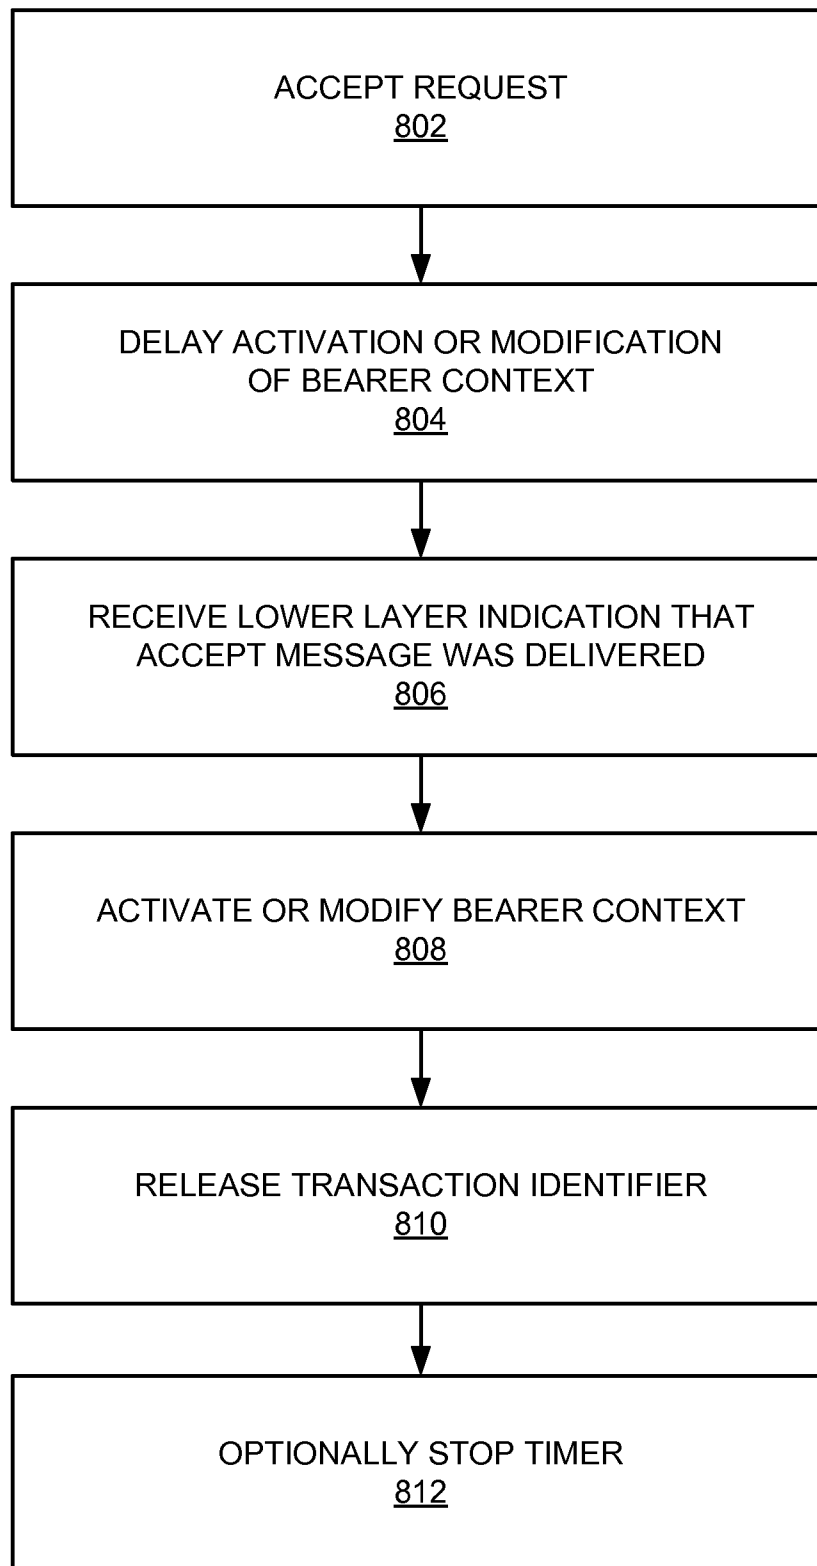 ACCEPT REQUEST
802
DELAY ACTIVATION OR MODIFICATION
OF BEARER CONTEXT
804
RECEIVE LOWER LAYER INDICATION THAT
ACCEPT MESSAGE WAS DELIVERED
806
ACTIVATE OR MODIFY BEARER CONTEXT
808
RELEASE TRANSACTION IDENTIFIER
810
OPTIONALLY STOP TIMER
812